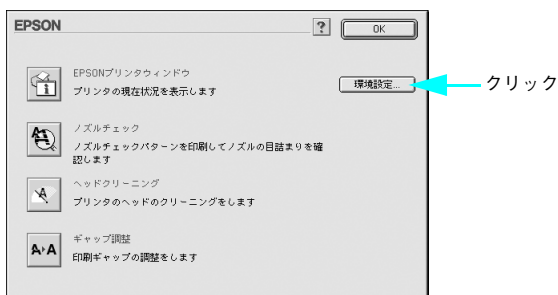 EPSON
?
OK
EPSONプリンタウィンドウ
プリンタの現在状況を表示します
環境設定...
クリック
ノズルチェック
ノズルチェックパターンを印刷してノズルの目詰まりを確
認します
ヘッドクリーニング
プリンタのヘッドのクリーニングをします
ギャップ調整
印刷ギャップの調整をします